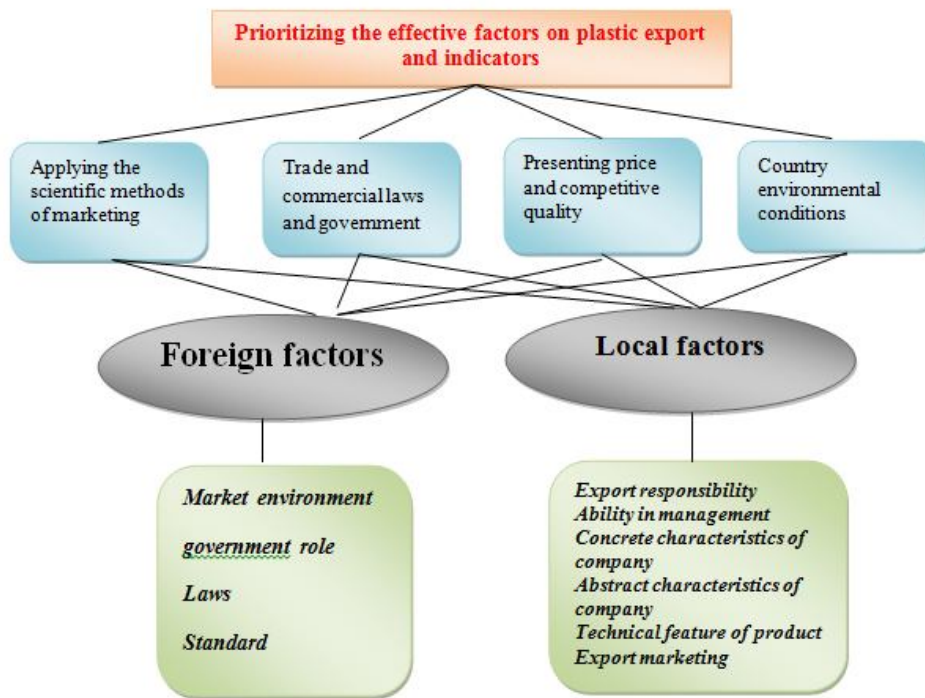 Prioritizing the effective factors on plastic export
and indicators
Applying the
scientific methods
of marketing
Trade and
commercial laws
and government
Presenting price
and competitive
quality
Country
environmental
conditions
Foreign factors
Local factors
Market environment
government role
Laws
Standard
Export responsibility
Ability in management
Concrete characteristics of
company
Abstract characteristics of
company
Technical feature of product
Export marketing